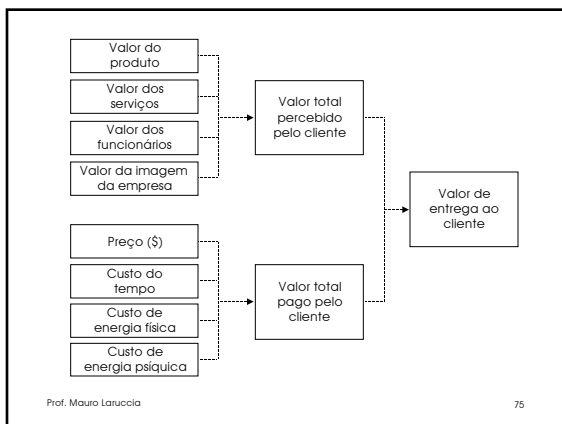 Valor do
produto
Valor dos
serviços
Valor dos
funcionários
Valor da imagem
da empresa
Valor total
percebido
pelo cliente
Preço ($)
Custo do
tempo
Custo de
energia física
Custo de
energia psíquica
Valor total
pago pelo
cliente
Valor de
entrega ao
cliente
Prof. Mauro Laruccia
75